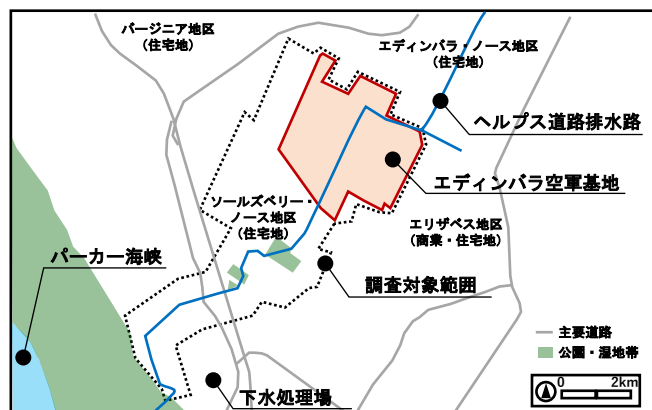 バージニア地区
(住宅地)
エディンバラ・ノース地区
(住宅地)
ヘルプス道路排水路
エディンバラ空軍基地
ソールズベリー・
ノース地区
(住宅地)
エリザベス地区
(商業・住宅地)
パーカー海峡
調査対象範囲
主要道路
公園・湿地帯
下水処理場
0 2km